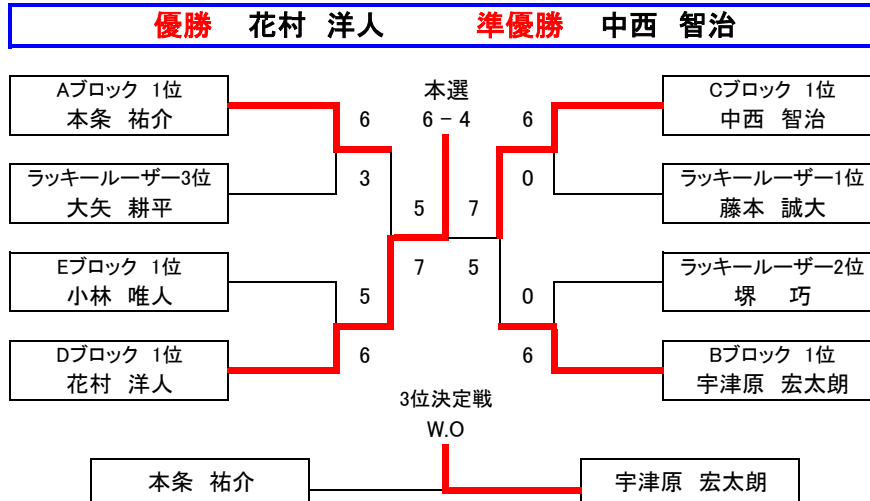 優勝 花村 洋人 準優勝 中西 智治
Aブロック 1位
本条 祐介
本選
6 - 4
Cブロック 1位
中西 智治
6
6
ラッキールーザー3位
大矢 耕平
3
0
ラッキールーザー1位
藤本 誠大
5
7
7
5
Eブロック 1位
小林 唯人
5
0
ラッキールーザー2位
堺 巧
Dブロック 1位
花村 洋人
6
6
Bブロック 1位
宇津原 宏太朗
3位決定戦
W.O
本条 祐介
宇津原 宏太朗